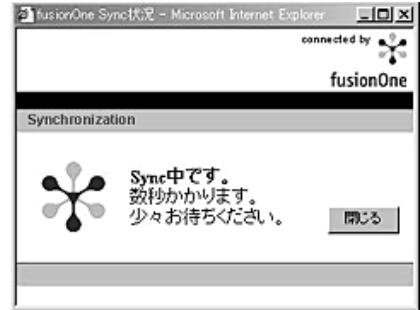 fusionOne Sync状況 - Microsoft Internet Explorer
connected by
fusionOne
Synchronization
Sync中です。
数秒かかります。
少々お待ちください。
閉じる